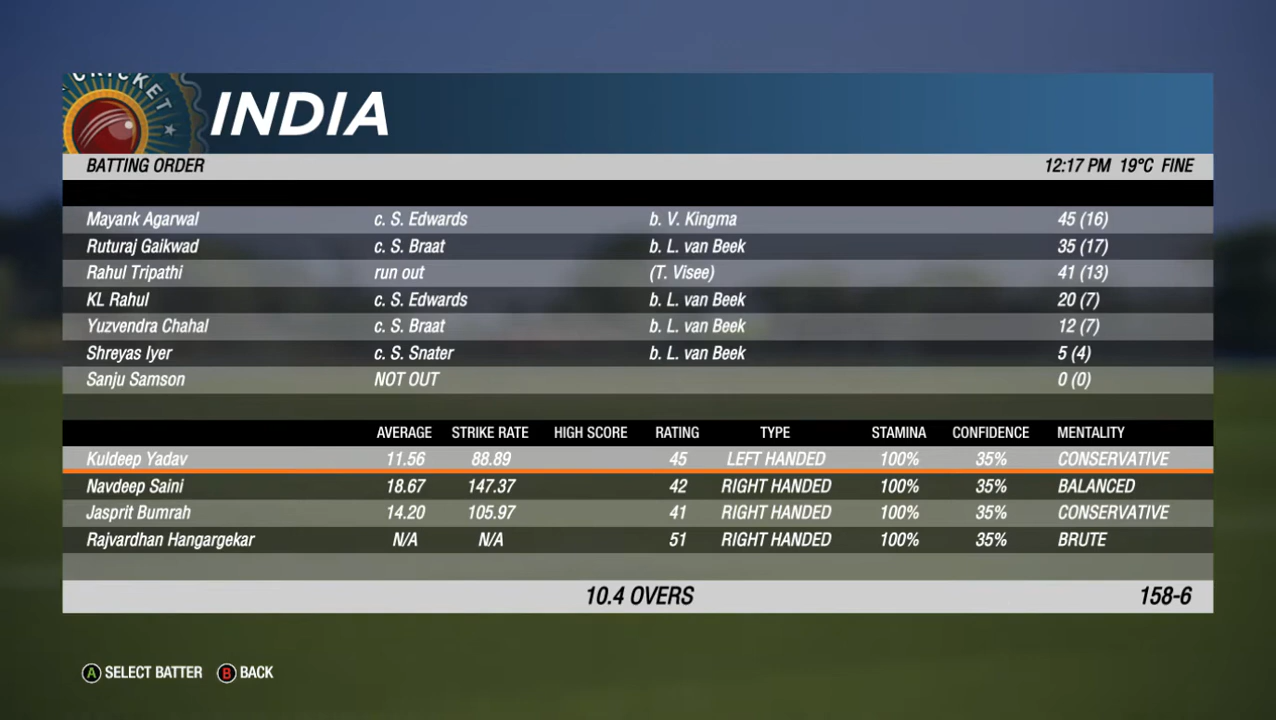 CRICKET
INDIA
BATTING ORDER 12:17 PM 19°C FINE
Mayank Agarwal c. S. Edwards b. V. Kingma 45 (16)
Ruturaj Gaikwad c. S. Braat b. L. van Beek 35 (17)
Rahul Tripathi run out (T. Visee) 41 (13)
KL Rahul c. S. Edwards b. L. van Beek 20 (7)
Yuzvendra Chahal c. S. Braat b. L. van Beek 12 (7)
Shreyas Iyer c. S. Snater b. L. van Beek 5 (4)
Sanju Samson NOT OUT 0 (0)
AVERAGE STRIKE RATE HIGH SCORE RATING TYPE STAMINA CONFIDENCE MENTALITY
Kuldeep Yadav 11.56 88.89 45 LEFT HANDED 100% 35% CONSERVATIVE
Navdeep Saini 18.67 147.37 42 RIGHT HANDED 100% 35% BALANCED
Jasprit Bumrah 14.20 105.97 41 RIGHT HANDED 100% 35% CONSERVATIVE
Rajvardhan Hangargekar N/A N/A 51 RIGHT HANDED 100% 35% BRUTE
10.4 OVERS 158-6
A SELECT BATTER B BACK